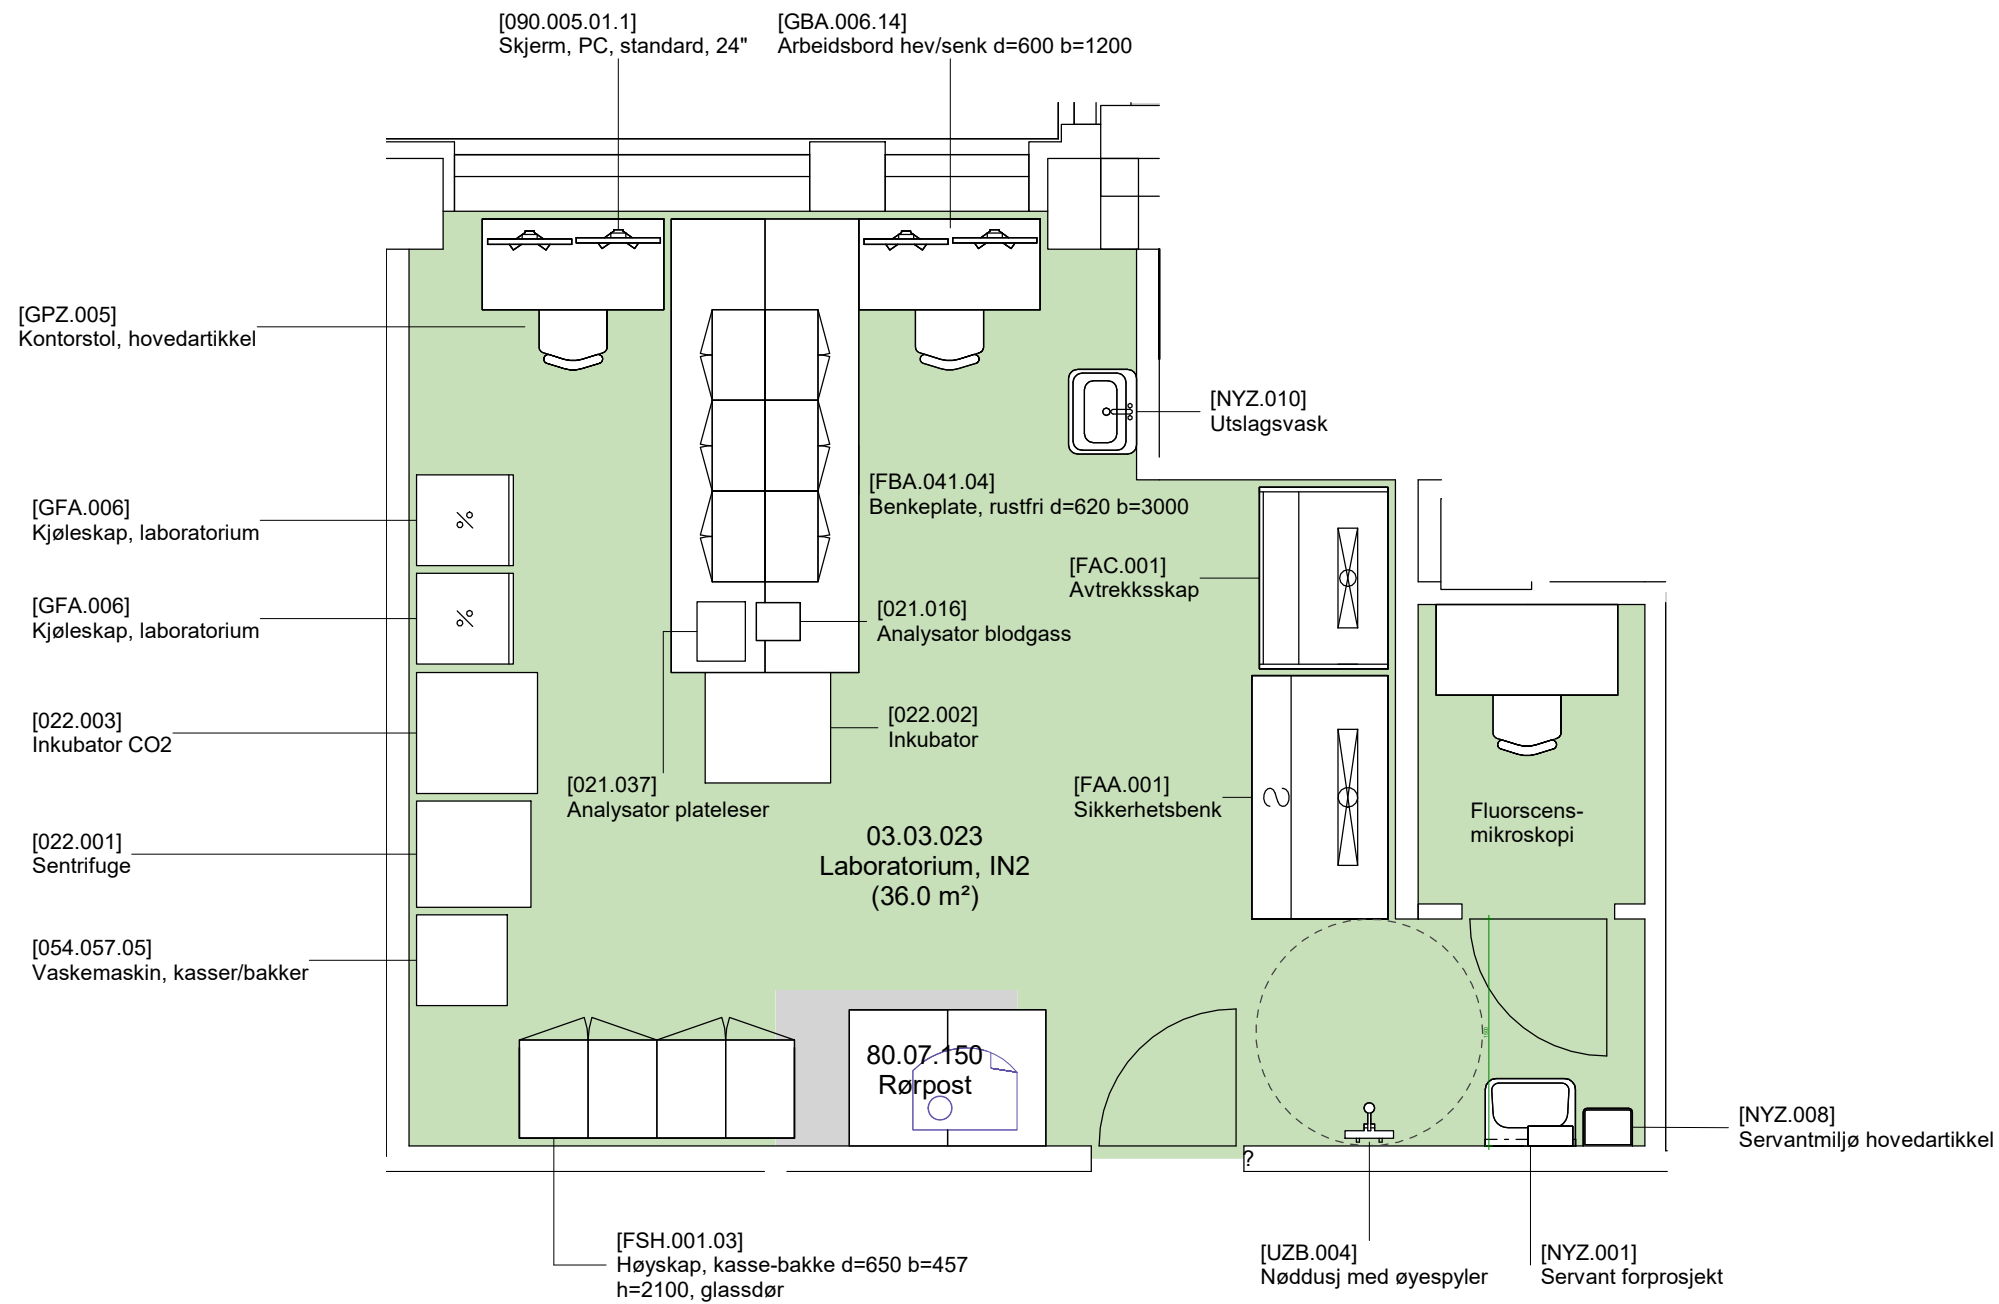 [090.005.01.1]
Skjerm, PC, standard, 24"
[GBA.006.14]
Arbeidsbord hev/senk d=600 b=1200
[GPZ.005]
Kontorstol, hovedartikkel
[NYZ.010]
Utslagsvask
[GFA.006]
Kjøleskap, laboratorium
[FBA.041.04]
Benkeplate, rustfri d=620 b=3000
[FAC.001]
Avtrekksskap
[GFA.006]
Kjøleskap, laboratorium
[021.016]
Analysator blodgass
[022.003]
Inkubator CO2
[022.002]
Inkubator
[021.037]
Analysator plateleser
[FAA.001]
Sikkerhetsbenk
2
Fluorscens-
mikroskopi
03.03.023
Laboratorium, IN2
(36.0 m²)
[022.001]
Sentrifuge
[054.057.05]
Vaskemaskin, kasser/bakker
80.07.150
Rørpost
[NYZ.008]
Servantmiljø hovedartikkel
?
[FSH.001.03]
Høyskap, kasse-bakke d=650 b=457
h=2100, glassdør
[UZB.004]
Nøddusj med øyespyler
[NYZ.001]
Servant forprosjekt